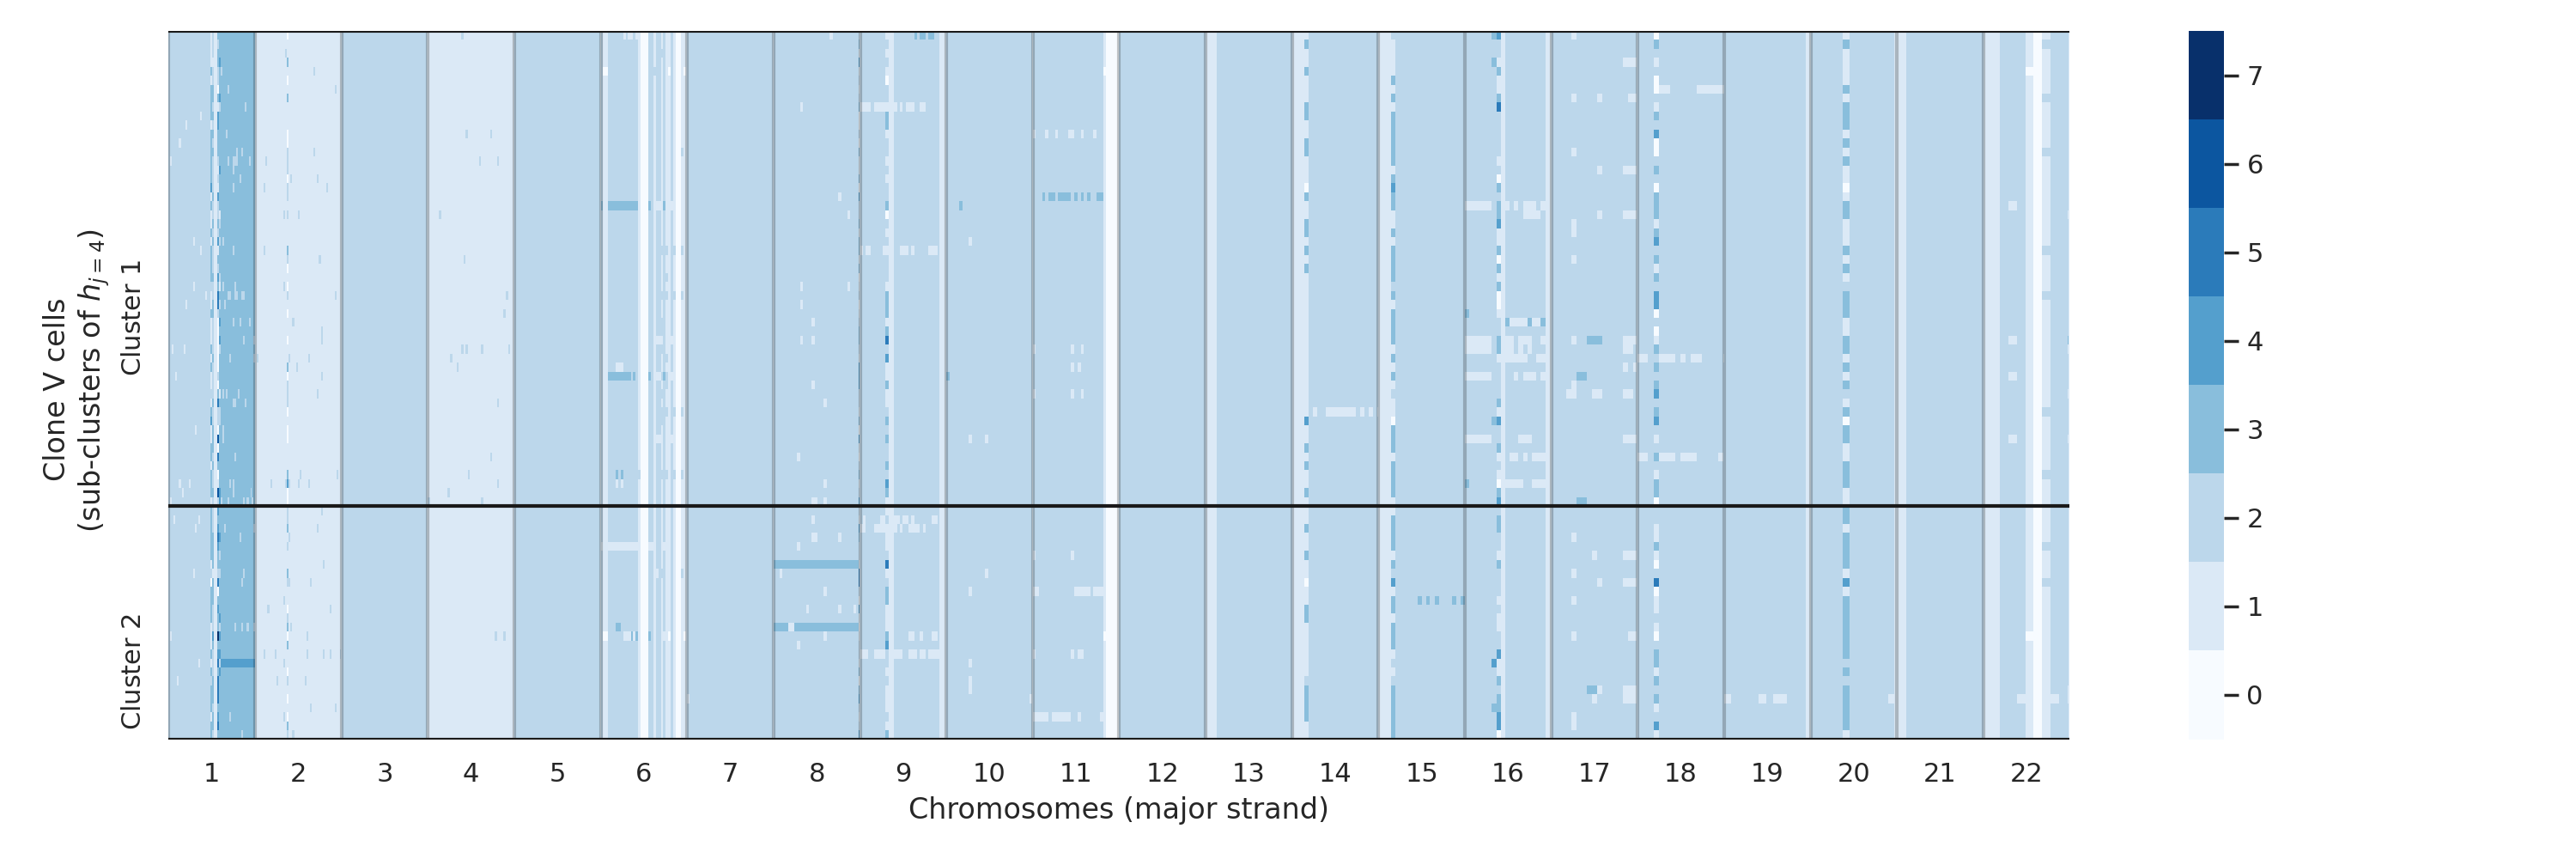 Clone V cells
(sub-clusters of h_{j=4})
Cluster 1
Cluster 2
1 2 3 4 5 6 7 8 9 10 11 12 13 14 15 16 17 18 19 20 21 22
Chromosomes (major strand)
7
6
5
4
3
2
1
0